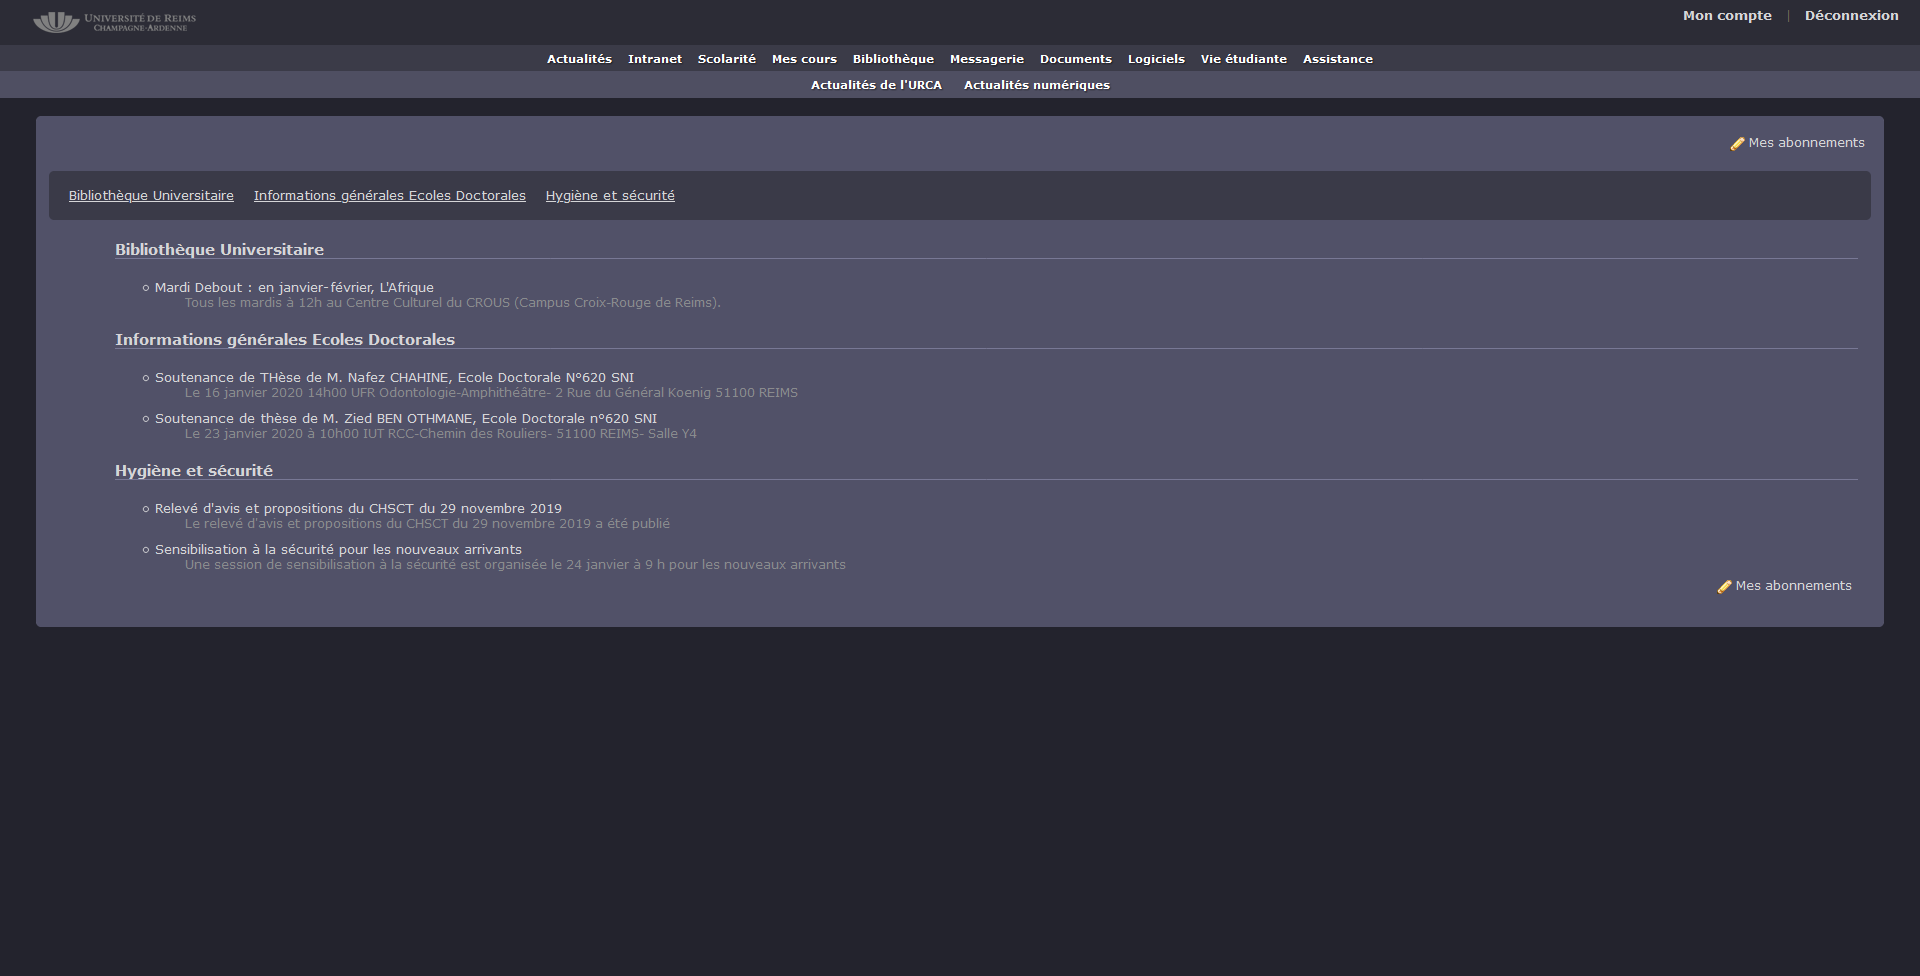 UNIVERSITÉ DE REIMS
CHAMPAGNE-ARDENNE
Mon compte | Déconnexion
Actualités Intranet Scolarité Mes cours Bibliothèque Messagerie Documents Logiciels Vie étudiante Assistance
Actualités de l'URCA Actualités numériques
Mes abonnements
Bibliothèque Universitaire Informations générales Ecoles Doctorales Hygiène et sécurité
Bibliothèque Universitaire
Mardi Debout : en janvier-février, L'Afrique
Tous les mardis à 12h au Centre Culturel du CROUS (Campus Croix-Rouge de Reims).
Informations générales Ecoles Doctorales
Soutenance de THèse de M. Nafez CHAHINE, Ecole Doctorale N°620 SNI
Le 16 janvier 2020 14h00 UFR Odontologie-Amphithéâtre- 2 Rue du Général Koenig 51100 REIMS
Soutenance de thèse de M. Zied BEN OTHMANE, Ecole Doctorale n°620 SNI
Le 23 janvier 2020 à 10h00 IUT RCC-Chemin des Rouliers- 51100 REIMS- Salle Y4
Hygiène et sécurité
Relevé d'avis et propositions du CHSCT du 29 novembre 2019
Le relevé d'avis et propositions du CHSCT du 29 novembre 2019 a été publié
Sensibilisation à la sécurité pour les nouveaux arrivants
Une session de sensibilisation à la sécurité est organisée le 24 janvier à 9 h pour les nouveaux arrivants
Mes abonnements